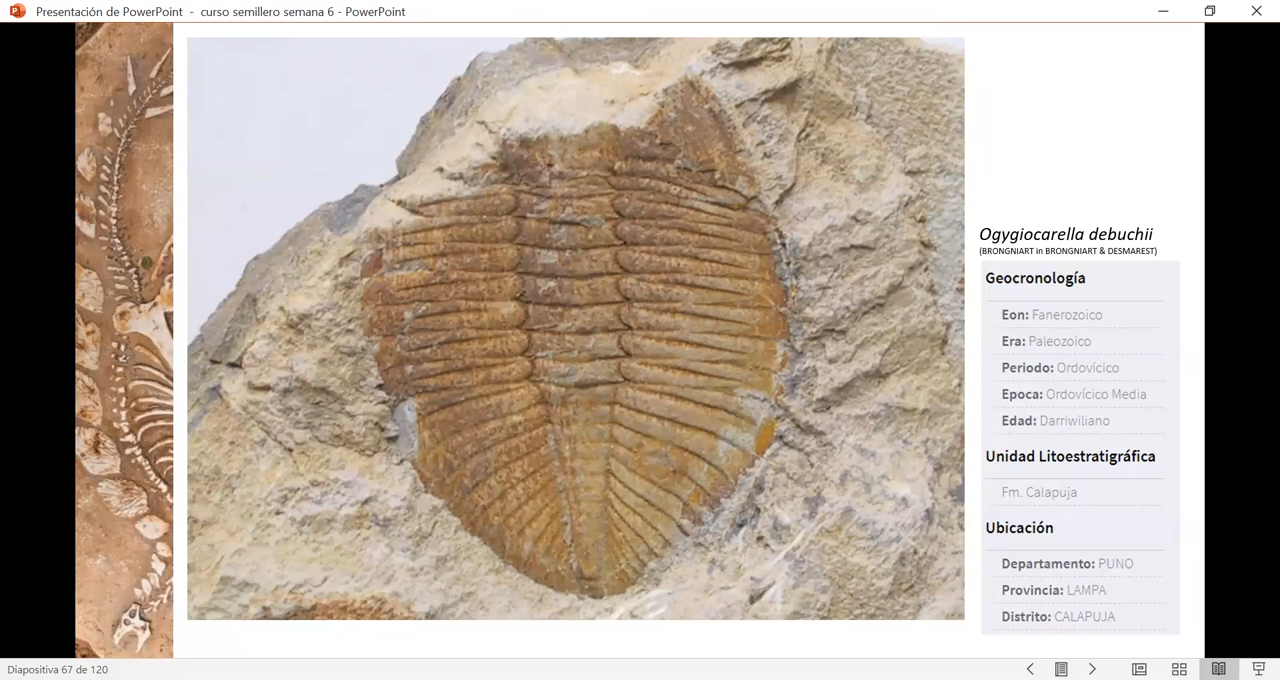 Presentación de PowerPoint - curso semillero semana 6 - PowerPoint
Ogygiocarella debuchii
(BRONGNIART in BRONGNIART & DESMAREST)
Geocronología
Eon: Fanerozoico
Era: Paleozoico
Periodo: Ordovícico
Epoca: Ordovícico Media
Edad: Darriwiliano
Unidad Litoestratigráfica
Fm. Calapuja
Ubicación
Departamento: PUNO
Provincia: LAMPA
Distrito: CALAPUJA
Diapositiva 67 de 120